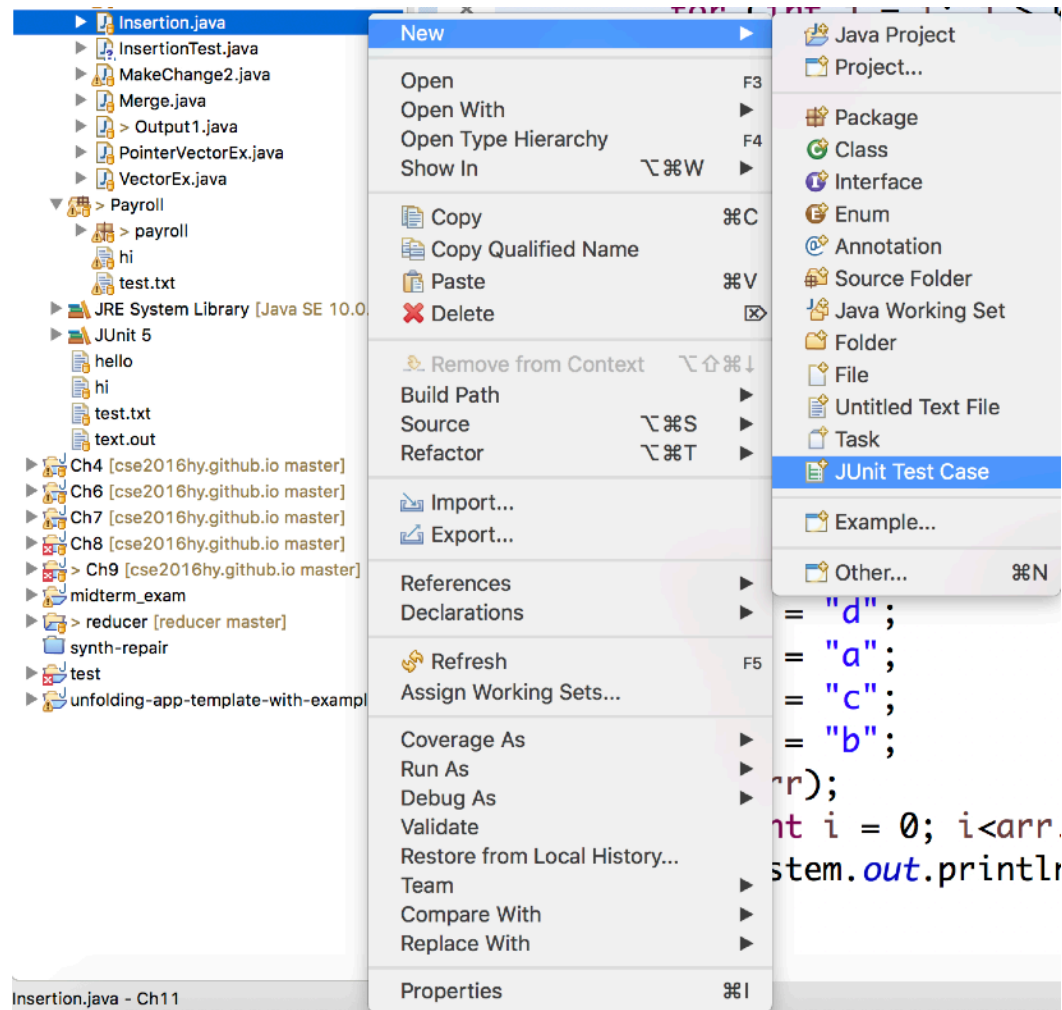 Insertion.java
InsertionTest.java
MakeChange2.java
Merge.java
> Output1.java
PointerVectorEx.java
VectorEx.java
> Payroll
> payroll
hi
test.txt
JRE System Library [Java SE 10.0.
JUnit 5
hello
hi
test.txt
text.out
Ch4 [cse2016hy.github.io master]
Ch6 [cse2016hy.github.io master]
Ch7 [cse2016hy.github.io master]
Ch8 [cse2016hy.github.io master]
> Ch9 [cse2016hy.github.io master]
midterm_exam
> reducer [reducer master]
synth-repair
test
unfolding-app-template-with-exampl
Insertion.java - Ch11
New
Open F3
Open With
Open Type Hierarchy F4
Show In ⌥⌘W
Copy ⌘C
Copy Qualified Name
Paste ⌘V
Delete ⌦
Remove from Context ⌥⇧⌘↓
Build Path
Source ⌥⌘S
Refactor ⌥⌘T
Import...
Export...
References
Declarations
Refresh F5
Assign Working Sets...
Coverage As
Run As
Debug As
Validate
Restore from Local History...
Team
Compare With
Replace With
Properties ⌘I
Java Project
Project...
Package
Class
Interface
Enum
Annotation
Source Folder
Java Working Set
Folder
File
Untitled Text File
Task
JUnit Test Case
Example...
Other... ⌘N
= "d";
= "a";
= "c";
= "b";
rr);
nt i = 0; i<arr.
stem.out.println